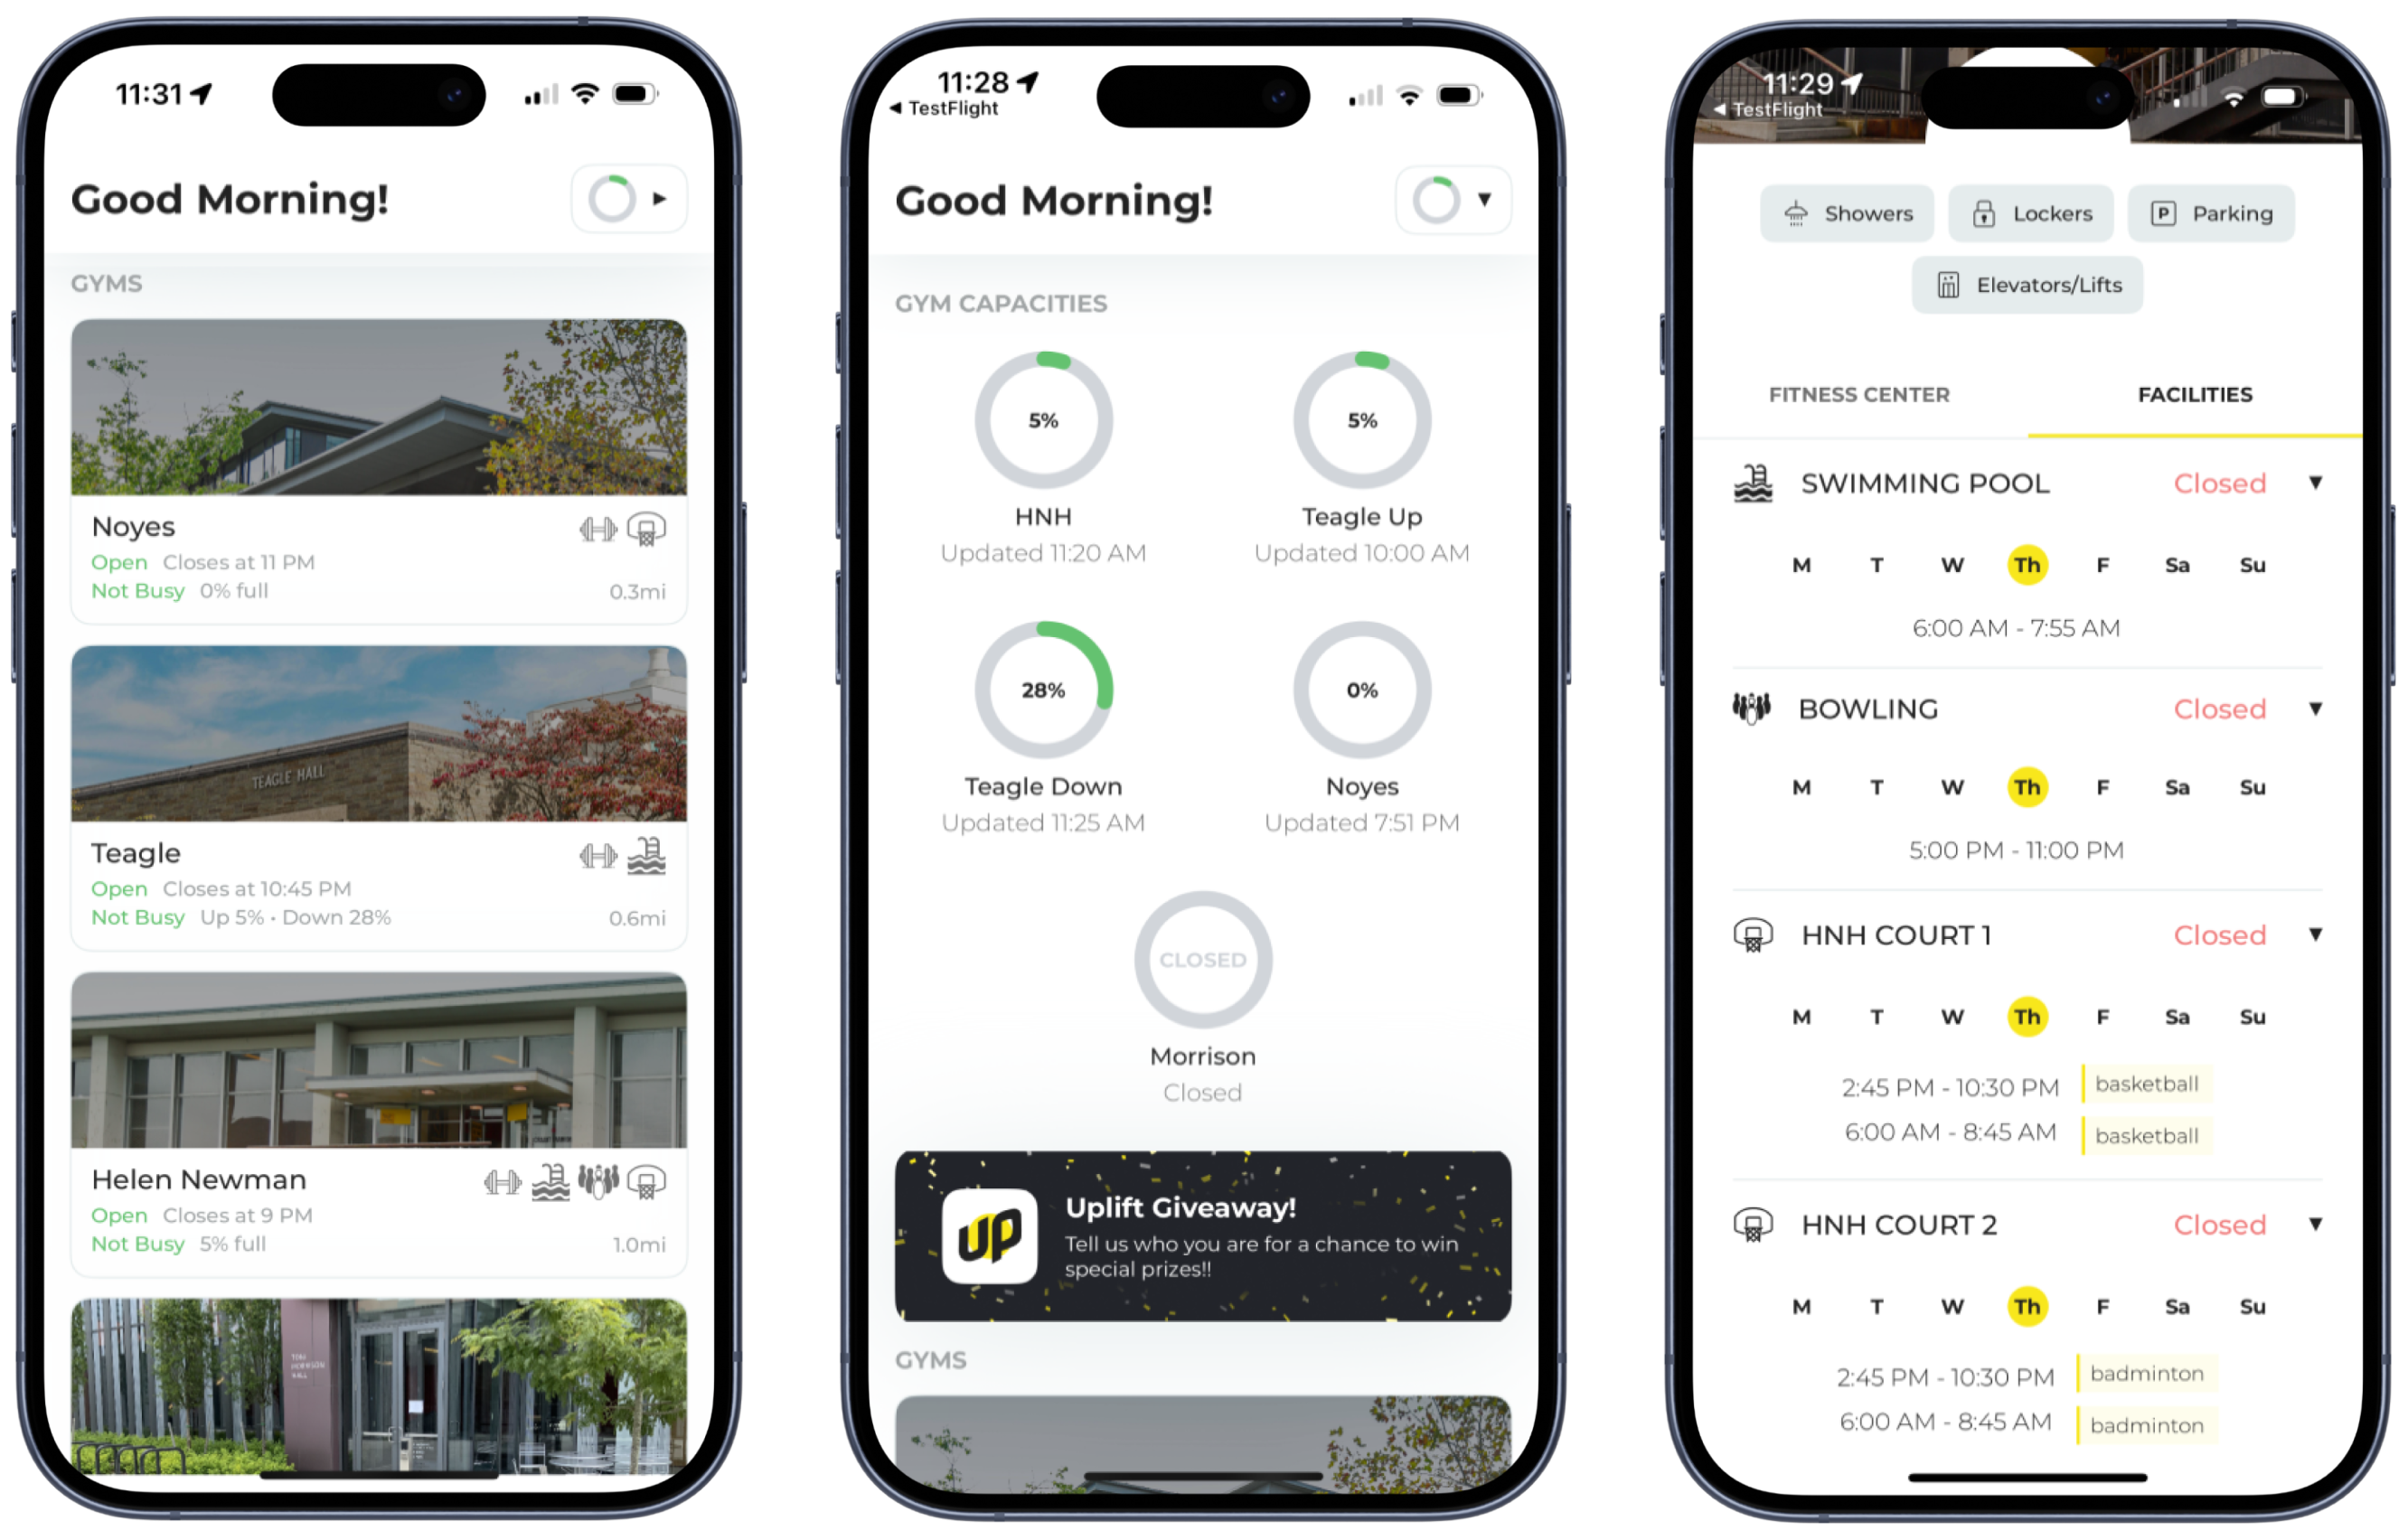 11:31
Good Morning!
GYMS
Noyes
Open Closes at 11 PM
Not Busy 0% full
0.3mi
TEAGLE HALL
Teagle
Open Closes at 10:45 PM
Not Busy Up 5% • Down 28%
0.6mi
Helen Newman
Open Closes at 9 PM
Not Busy 5% full
1.0mi
HALL
11:28
TestFlight
Good Morning!
GYM CAPACITIES
5%
HNH
Updated 11:20 AM
5%
Teagle Up
Updated 10:00 AM
28%
Teagle Down
Updated 11:25 AM
0%
Noyes
Updated 7:51 PM
CLOSED
Morrison
Closed
UP
Uplift Giveaway!
Tell us who you are for a chance to win
special prizes!!
GYMS
11:29
TestFlight
Showers
Lockers
P Parking
Elevators/Lifts
FITNESS CENTER
FACILITIES
SWIMMING POOL Closed
M T W Th F Sa Su
6:00 AM - 7:55 AM
BOWLING Closed
M T W Th F Sa Su
5:00 PM - 11:00 PM
HNH COURT 1 Closed
M T W Th F Sa Su
2:45 PM - 10:30 PM basketball
6:00 AM - 8:45 AM basketball
HNH COURT 2 Closed
M T W Th F Sa Su
2:45 PM - 10:30 PM badminton
6:00 AM - 8:45 AM badminton